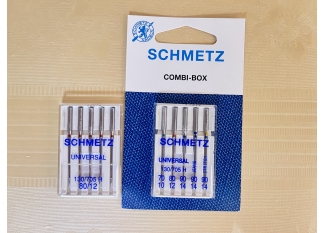 SCHMETZ
COMBI-BOX
SCHMETZ
UNIVERSAL
130/705 H
70 80 90 90 90
10 12 14 14 14
SCHMETZ
UNIVERSAL
130/705 H
80/12